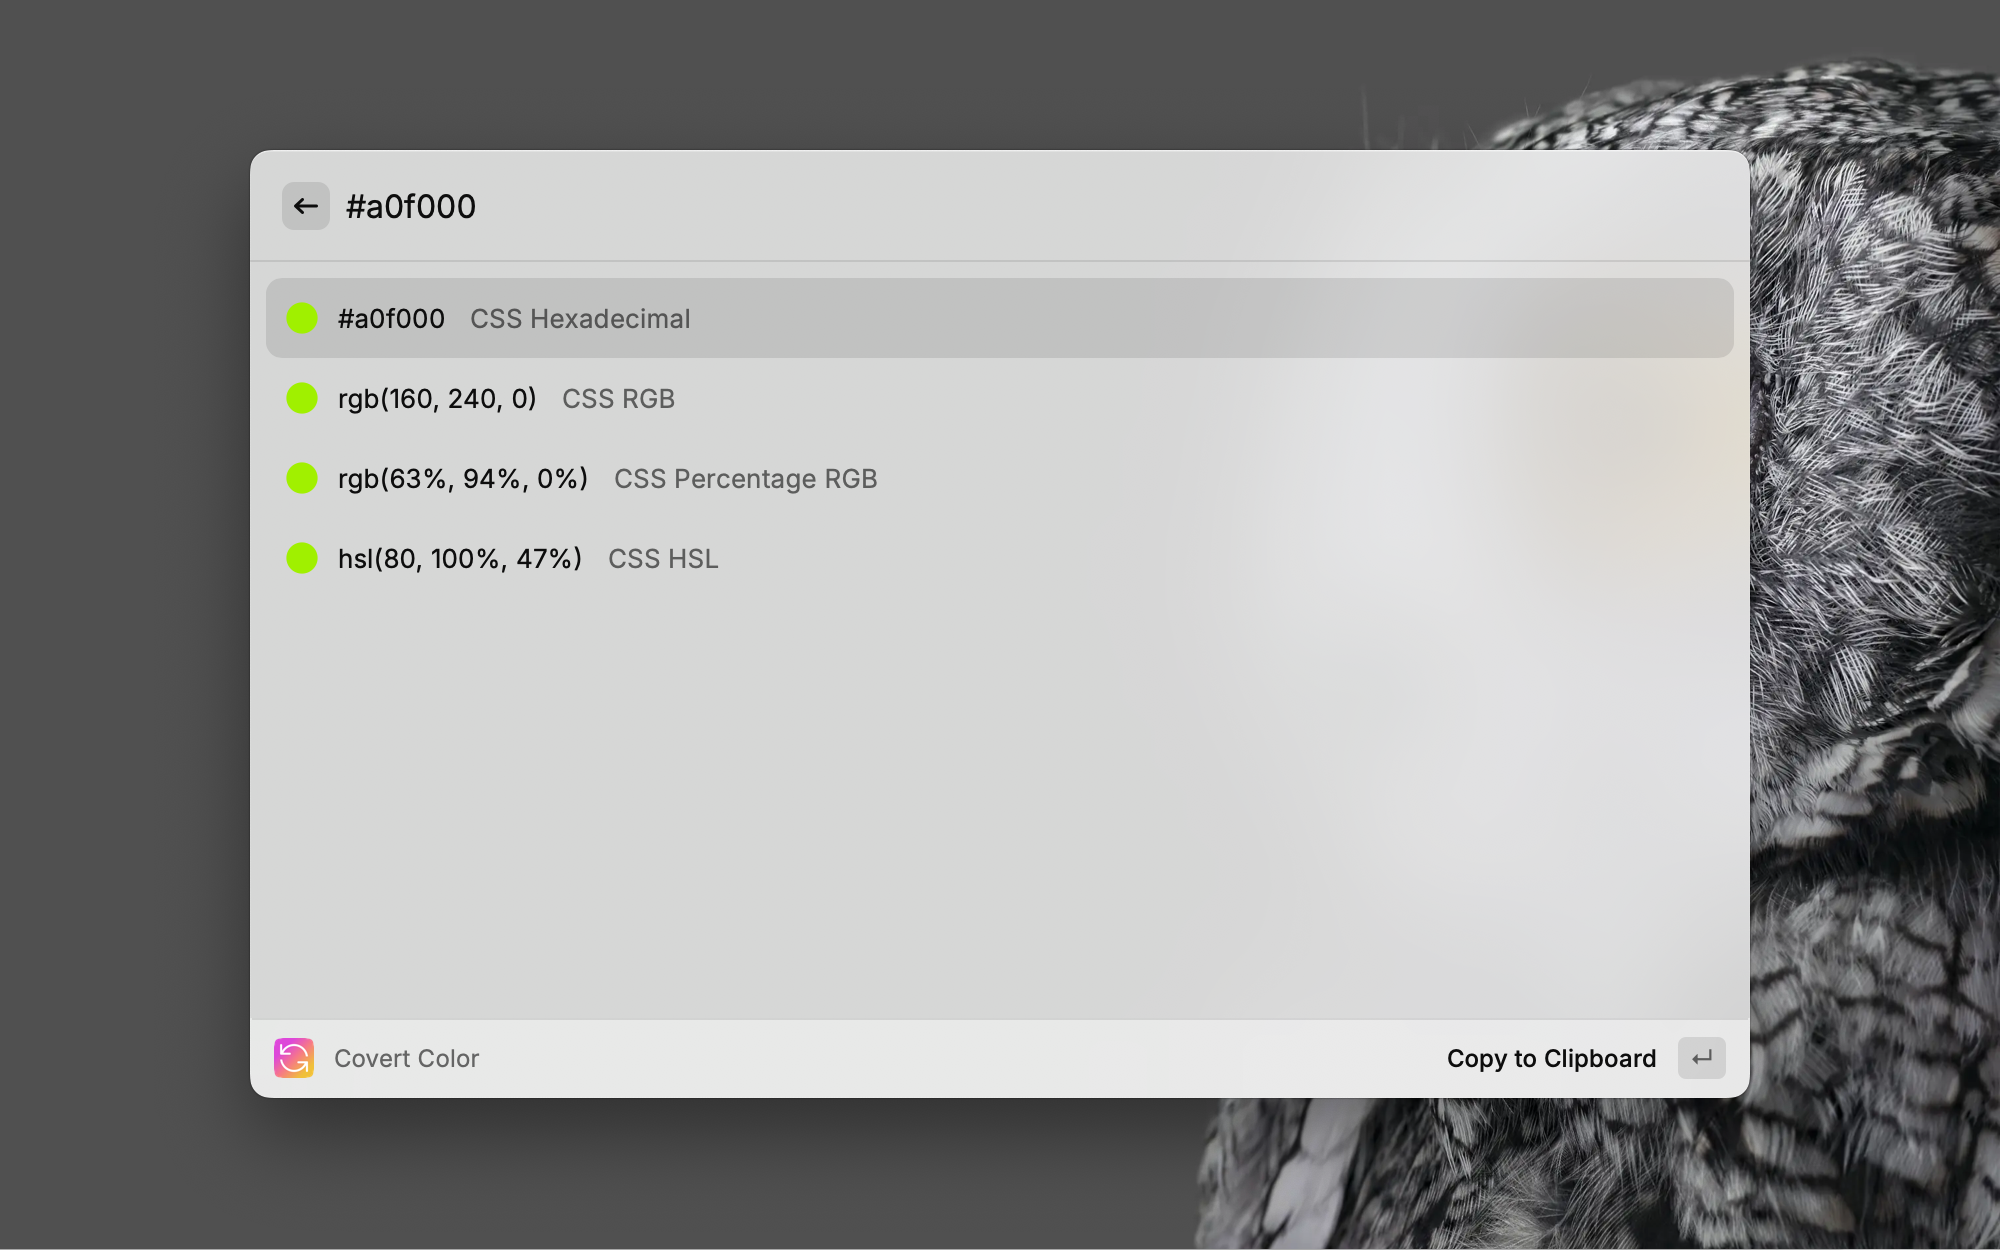 #a0f000
#a0f000 CSS Hexadecimal
rgb(160, 240, 0) CSS RGB
rgb(63%, 94%, 0%) CSS Percentage RGB
hsl(80, 100%, 47%) CSS HSL
Covert Color Copy to Clipboard